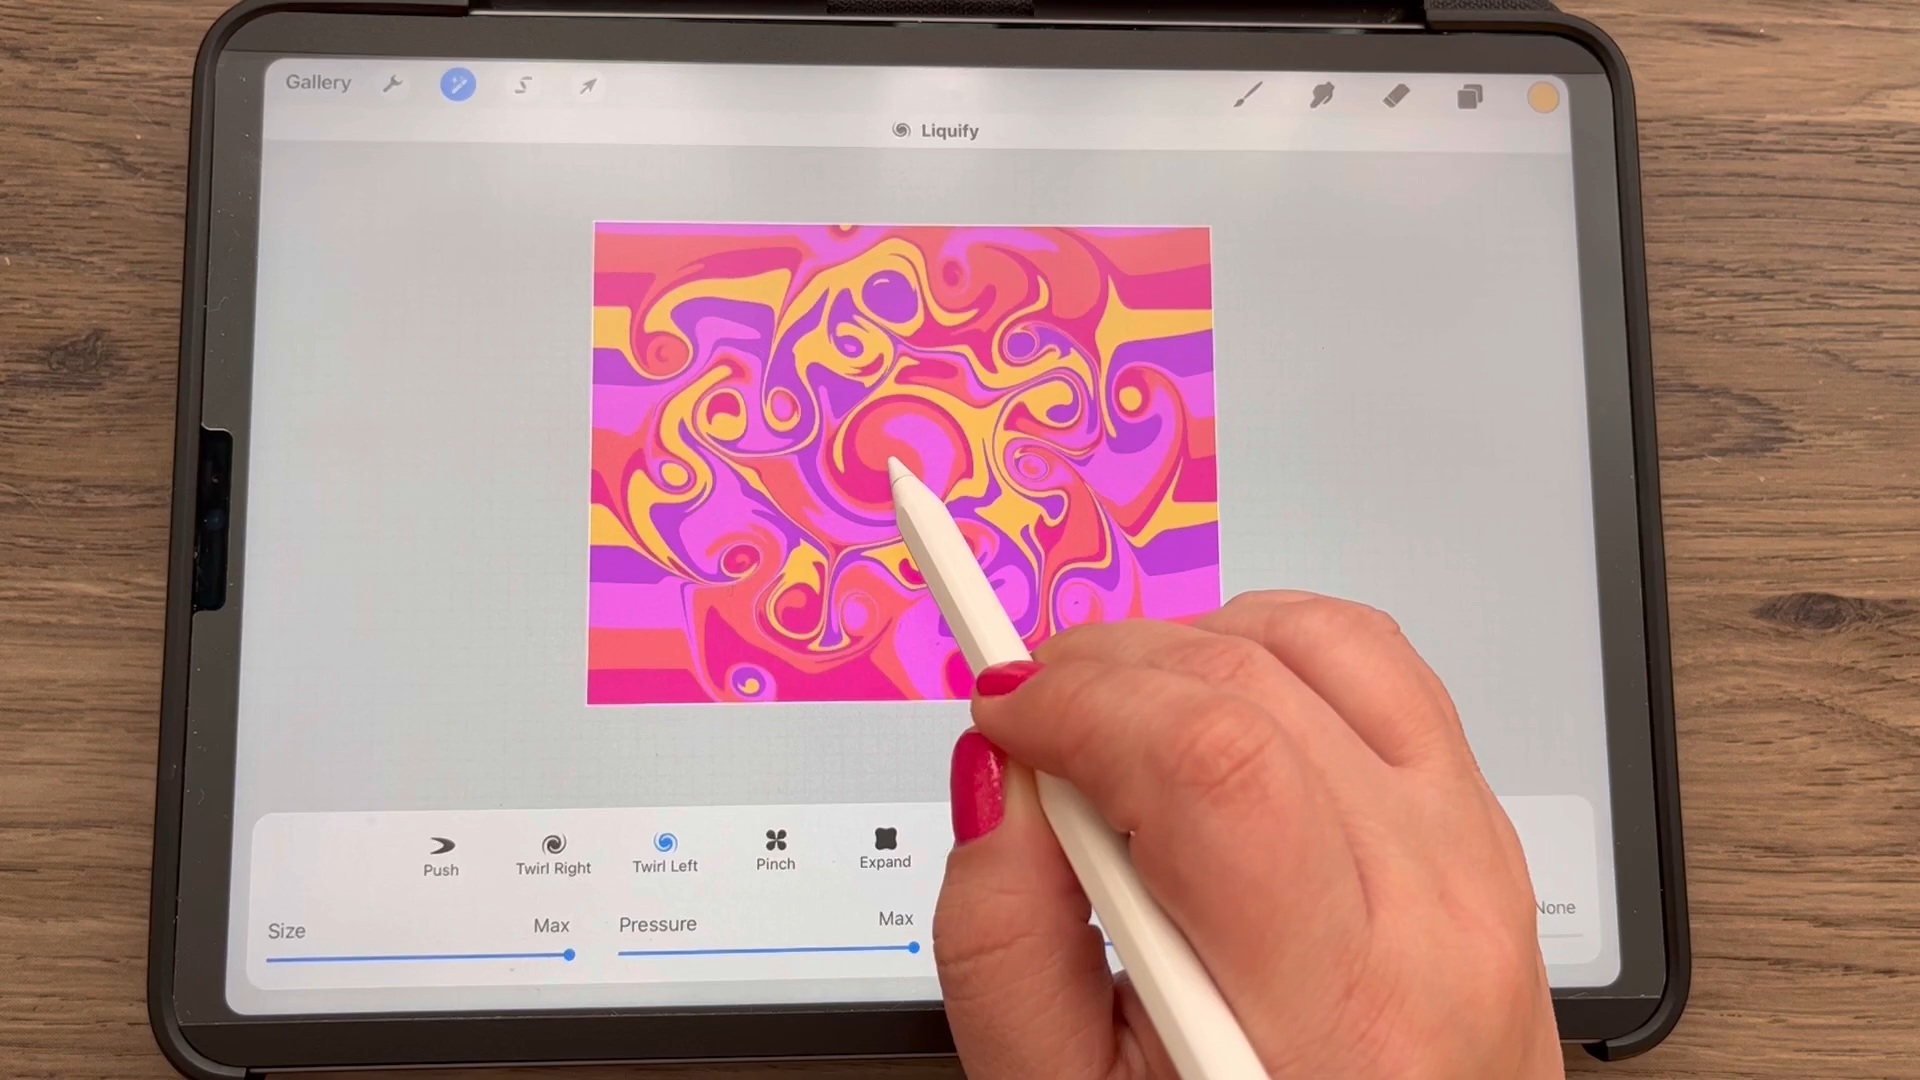 Gallery
Liquify
Push
Twirl Right
Twirl Left
Pinch
Expand
Size
Max
Pressure
Max
None